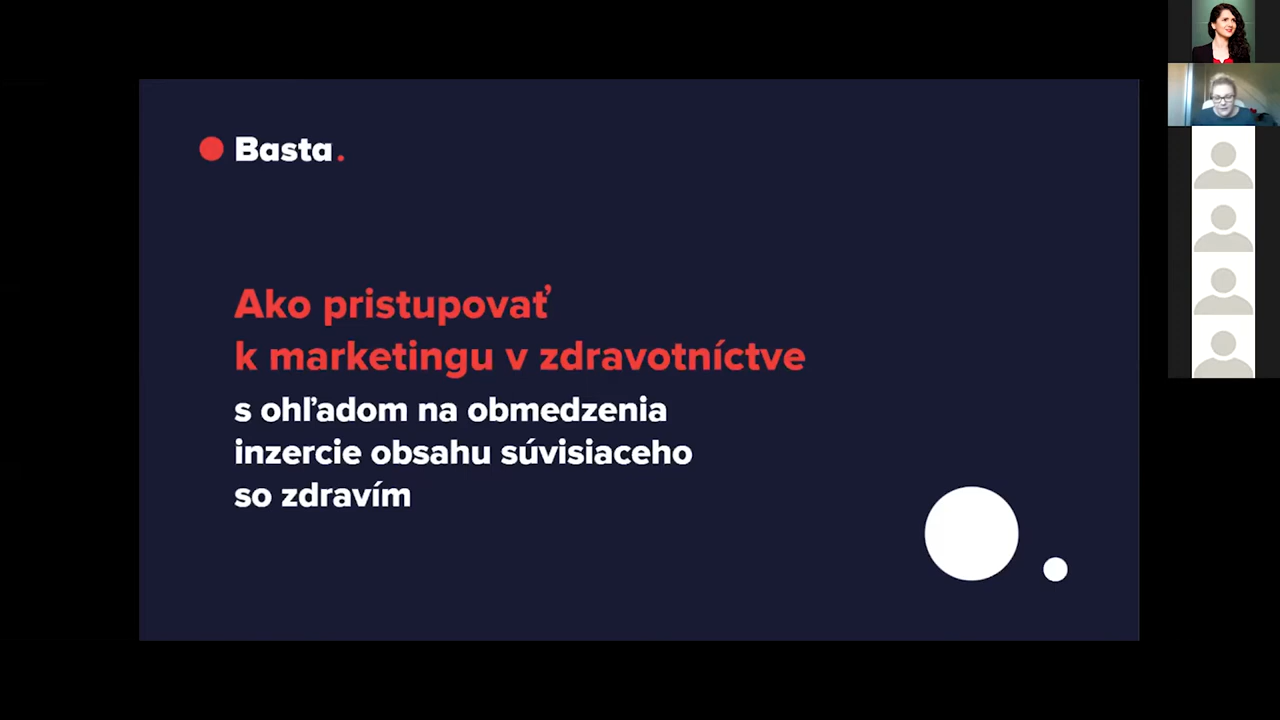 Basta.
Ako pristupovať
k marketingu v zdravotníctve
s ohľadom na obmedzenia
inzercie obsahu súvisiaceho
so zdravím